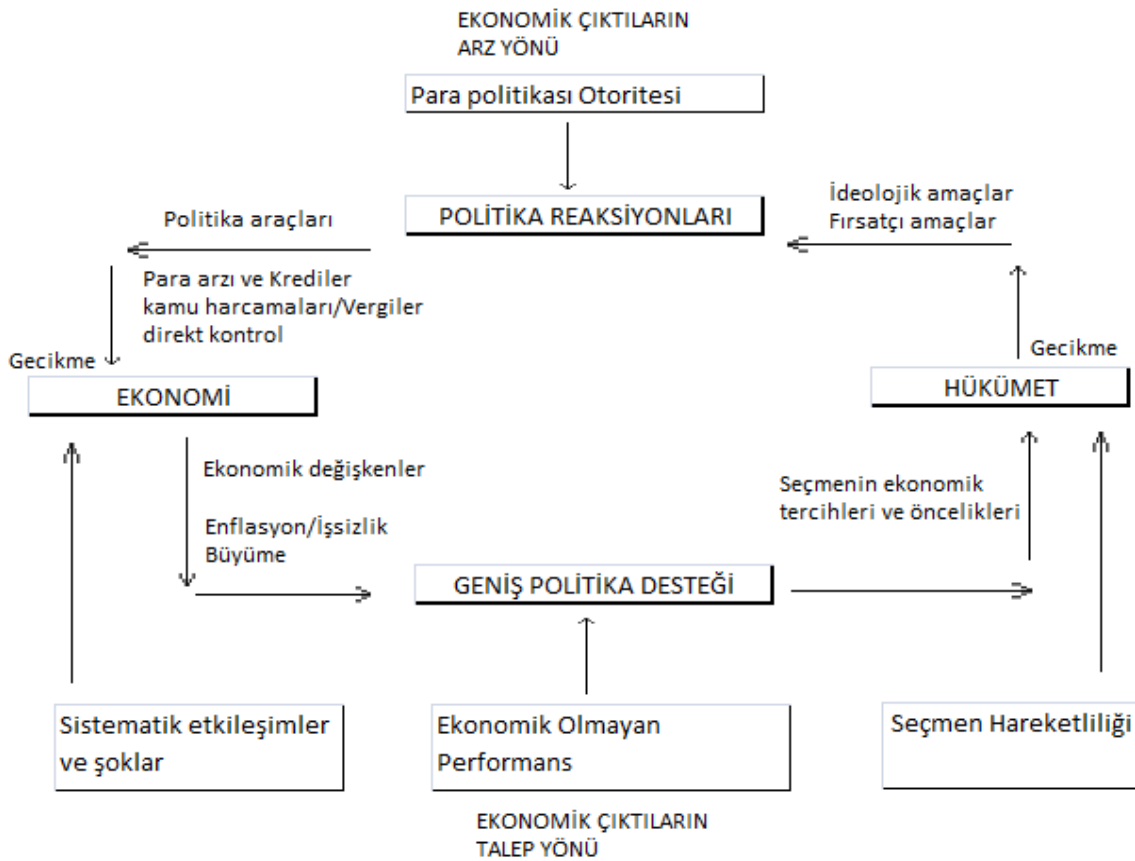 EKONOMİK ÇIKTILARIN
ARZ YÖNÜ
Para politikası Otoritesi
POLİTİKA REAKSİYONLARI
İdeolojik amaçlar
Fırsatçı amaçlar
Politika araçları
Para arzı ve Krediler
kamu harcamaları/Vergiler
direkt kontrol
Gecikme
Gecikme
EKONOMİ
HÜKÜMET
Ekonomik değişkenler
Enflasyon/İşsizlik
Büyüme
Seçmenin ekonomik
tercihleri ve öncelikleri
GENİŞ POLİTİKA DESTEĞİ
Sistematik etkileşimler
ve şoklar
Ekonomik Olmayan
Performans
Seçmen Hareketliliği
EKONOMİK ÇIKTILARIN
TALEP YÖNÜ